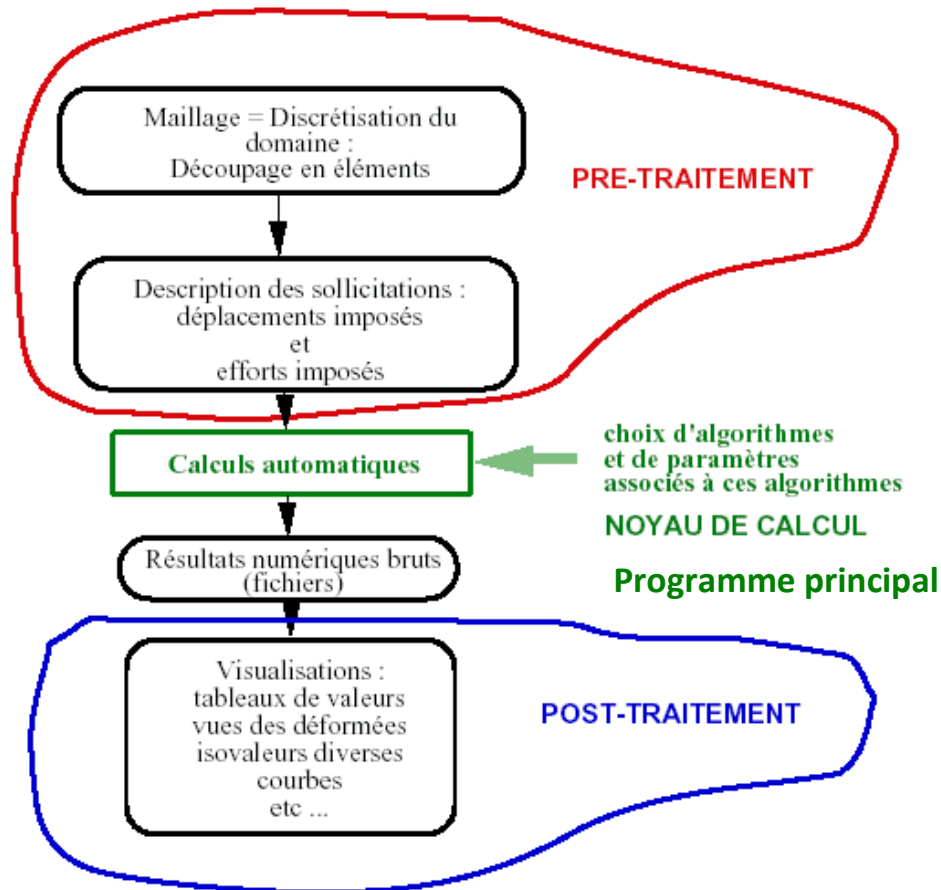 Maillage = Discrétisation du
domaine :
Découpage en éléments
PRE-TRAITEMENT
Description des sollicitations :
déplacements imposés
et
efforts imposés
Calculs automatiques
choix d'algorithmes
et de paramètres
associés à ces algorithmes
NOYAU DE CALCUL
Résultats numériques bruts
(fichiers)
Programme principal
Visualisations :
tableaux de valeurs
vues des déformées
isovaleurs diverses
courbes
etc ...
POST-TRAITEMENT